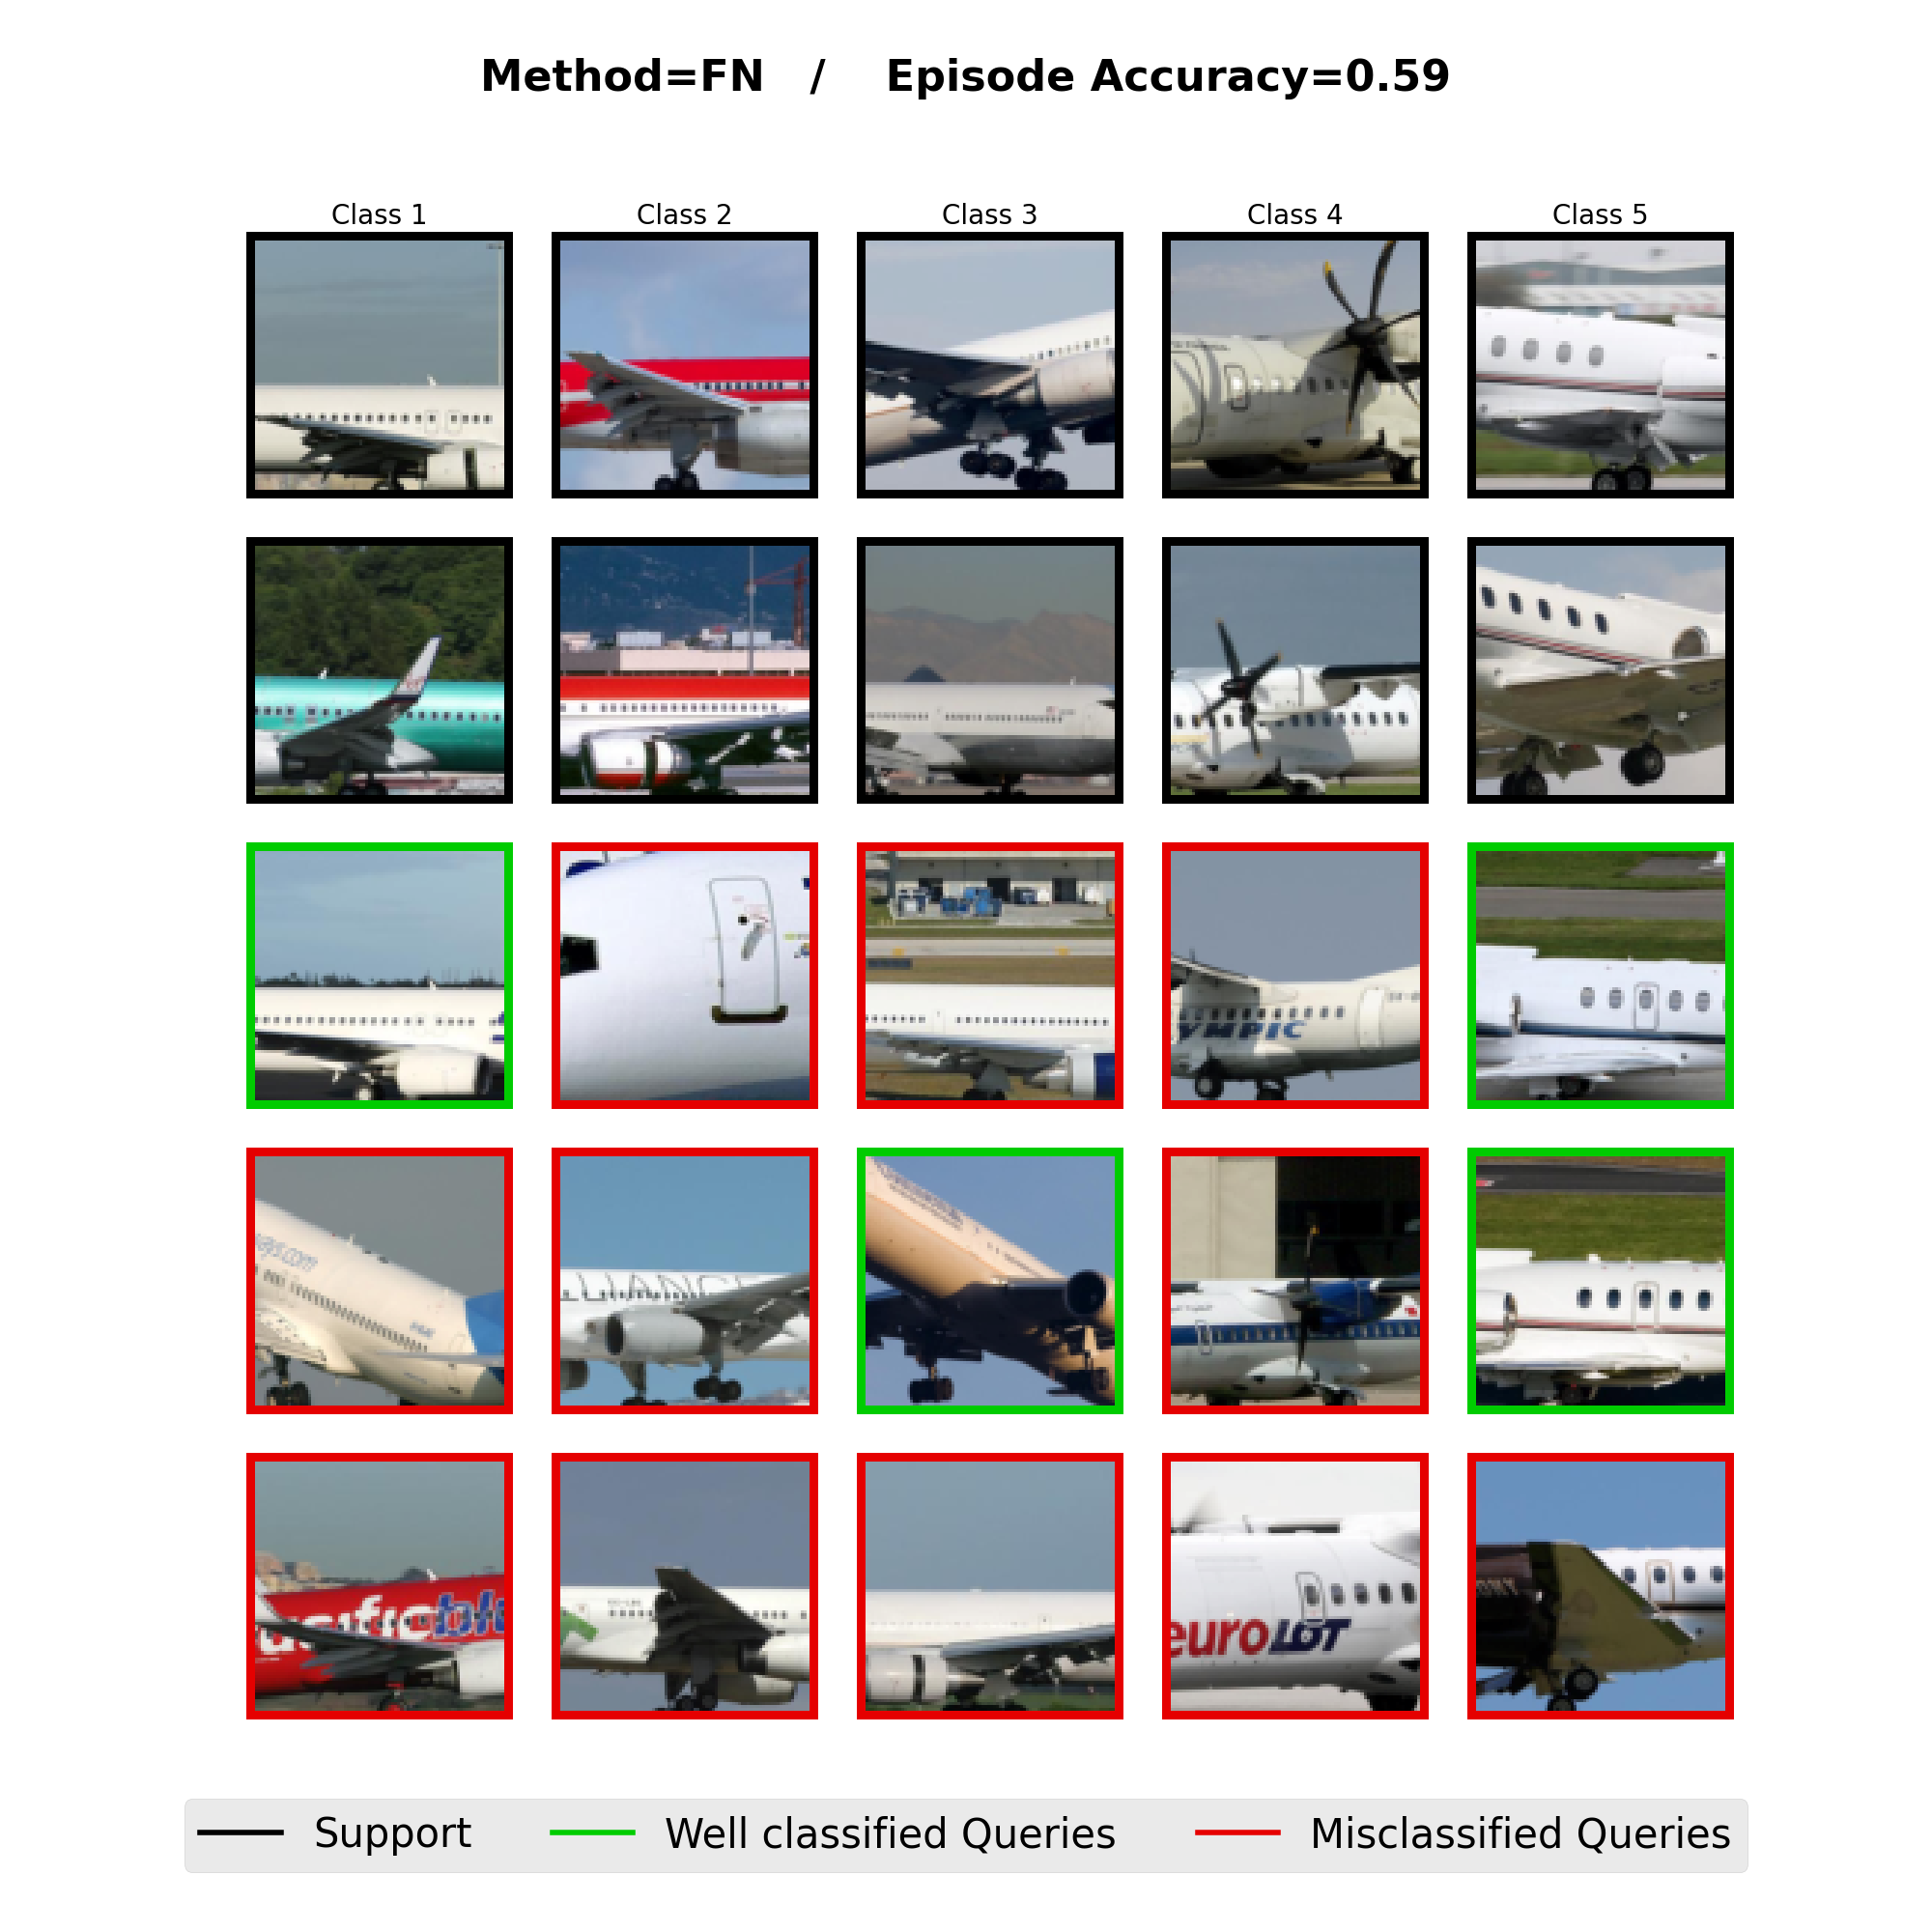 Method=FN / Episode Accuracy=0.59
Class 1 Class 2 Class 3 Class 4 Class 5
YMPIC
LIANC
euroLOT
Support Well classified Queries Misclassified Queries